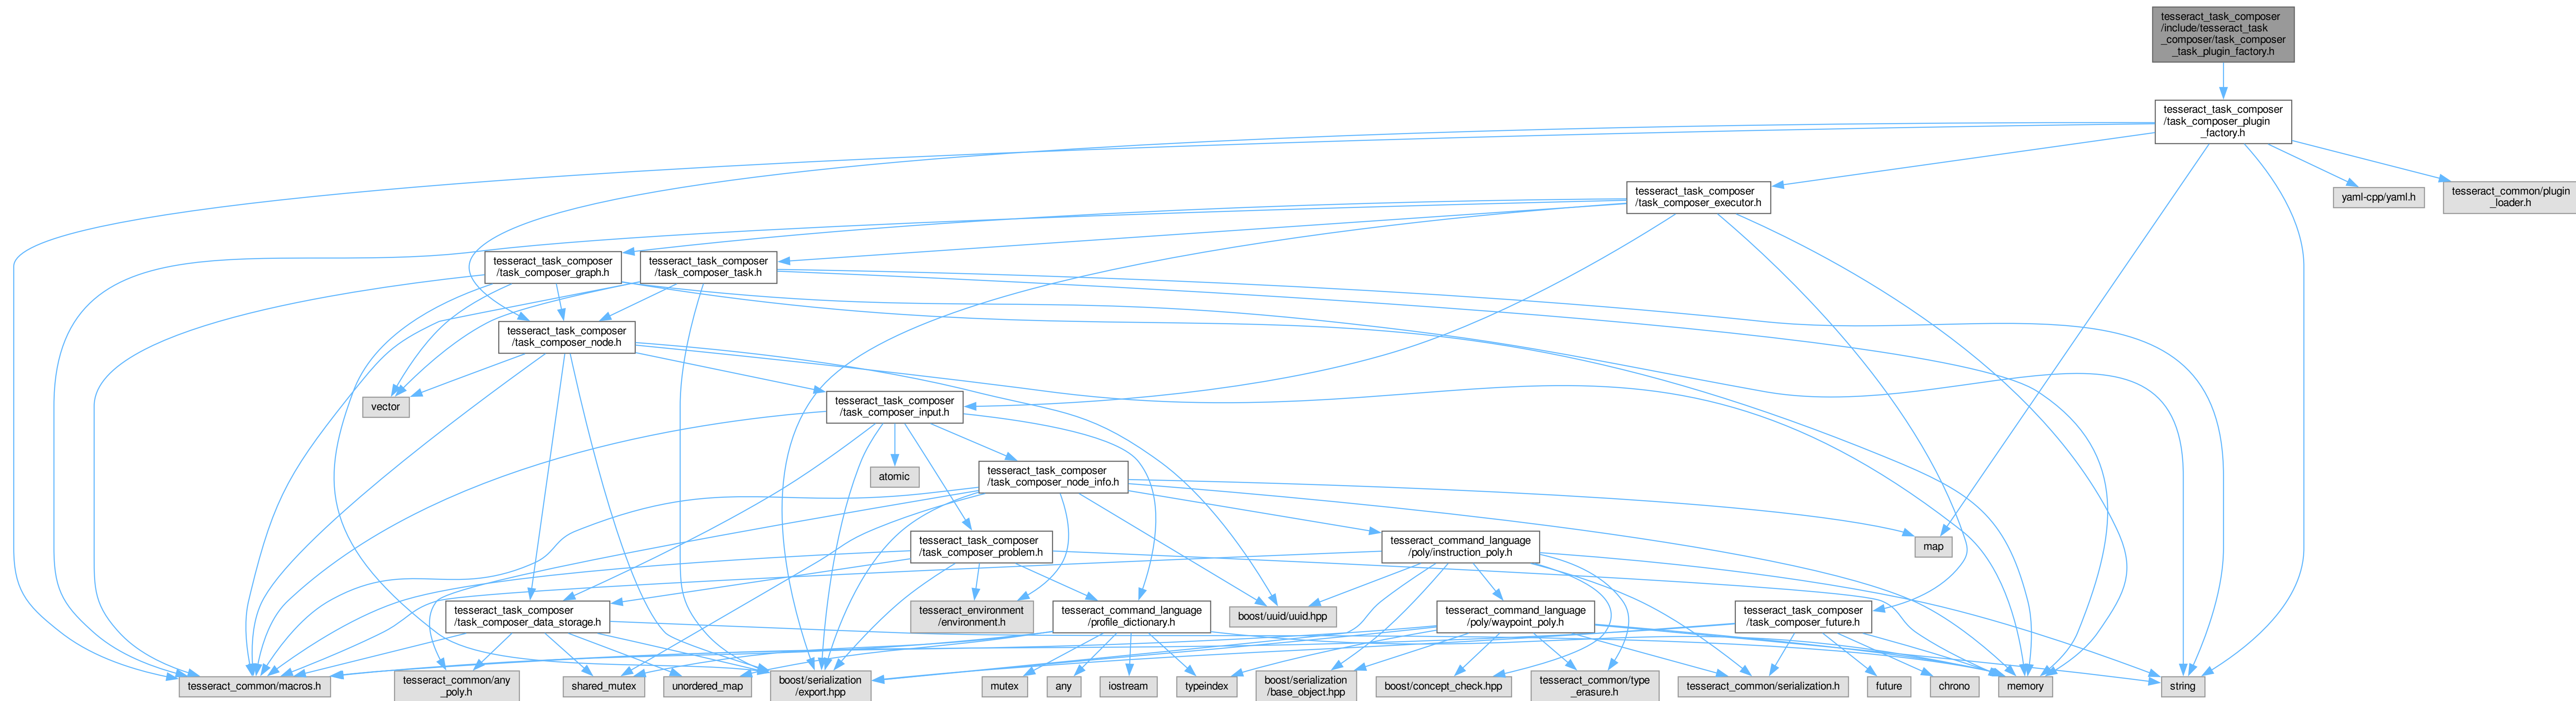 tesseract_task_composer
/include/tesseract_task
_composer/task_composer
_task_plugin_factory.h
tesseract_task_composer
/task_composer_plugin
_factory.h
tesseract_task_composer
/task_composer_executor.h
yaml-cpp/yaml.h
tesseract_common/plugin
_loader.h
tesseract_task_composer
/task_composer_graph.h
tesseract_task_composer
/task_composer_task.h
tesseract_task_composer
/task_composer_node.h
vector
tesseract_task_composer
/task_composer_input.h
atomic
tesseract_task_composer
/task_composer_node_info.h
tesseract_task_composer
/task_composer_problem.h
tesseract_command_language
/poly/instruction_poly.h
map
tesseract_task_composer
/task_composer_data_storage.h
tesseract_environment
/environment.h
tesseract_command_language
/profile_dictionary.h
boost/uuid/uuid.hpp
tesseract_command_language
/poly/waypoint_poly.h
tesseract_task_composer
/task_composer_future.h
tesseract_common/macros.h
tesseract_common/any
_poly.h
shared_mutex
unordered_map
boost/serialization
/export.hpp
mutex
any
iostream
typeindex
boost/serialization
/base_object.hpp
boost/concept_check.hpp
tesseract_common/type
_erasure.h
tesseract_common/serialization.h
future
chrono
memory
string